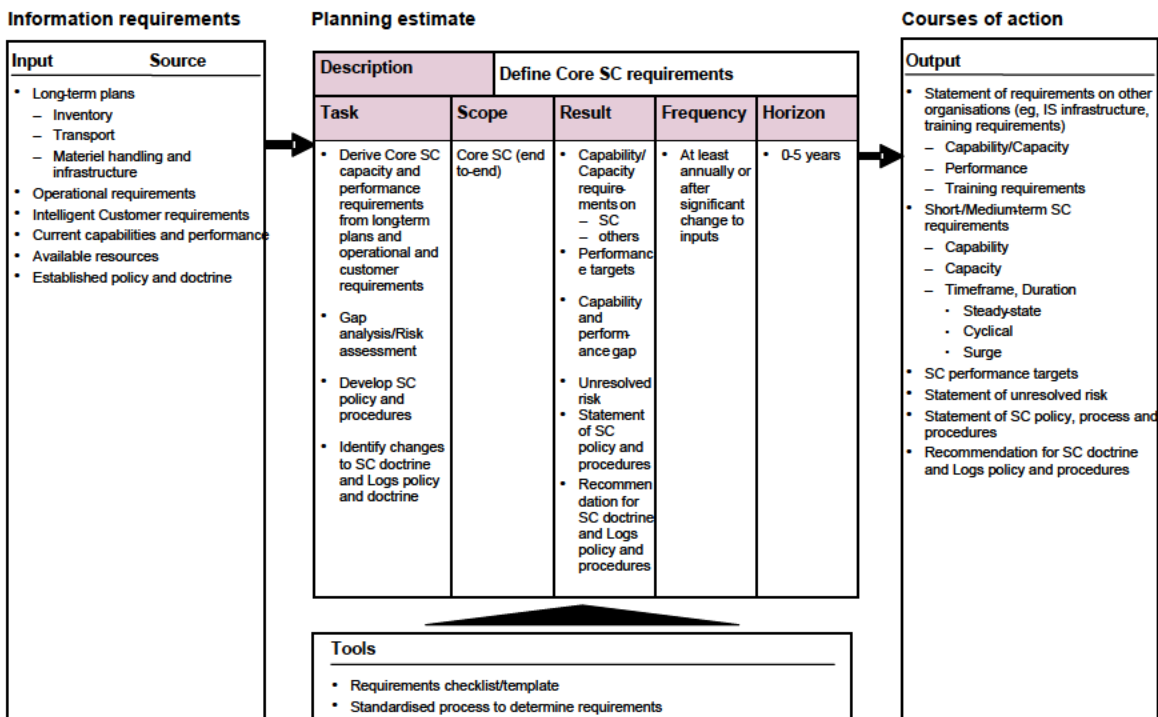 Information requirements
Input Source
• Long-term plans
– Inventory
– Transport
– Materiel handling and
infrastructure
• Operational requirements
• Intelligent Customer requirements
• Current capabilities and performance
• Available resources
• Established policy and doctrine
Planning estimate
Description
Define Core SC requirements
Task
Scope
Result
Frequency
Horizon
• Derive Core SC
capacity and
performance
requirements
from long-term
plans and
operational and
customer
requirements
• Gap
analysis/Risk
assessment
• Develop SC
policy and
procedures
• Identify changes
to SC doctrine
and Logs policy
and doctrine
Core SC (end
to-end)
• Capability/
Capacity
require-
ments on
– SC
– others
• Performanc
e targets
• Capability
and
perform-
ance gap
• Unresolved
risk
• Statement
of SC
policy and
procedures
• Recommen
dation for
SC doctrine
and Logs
policy and
procedures
• At least
annually or
after
significant
change to
inputs
• 0-5 years
Tools
• Requirements checklist/template
• Standardised process to determine requirements
Courses of action
Output
• Statement of requirements on other
organisations (eg, IS infrastructure,
training requirements)
– Capability/Capacity
– Performance
– Training requirements
• Short-/Medium-term SC
requirements
– Capability
– Capacity
– Timeframe, Duration
• Steady-state
• Cyclical
• Surge
• SC performance targets
• Statement of unresolved risk
• Statement of SC policy, process and
procedures
• Recommendation for SC doctrine
and Logs policy and procedures